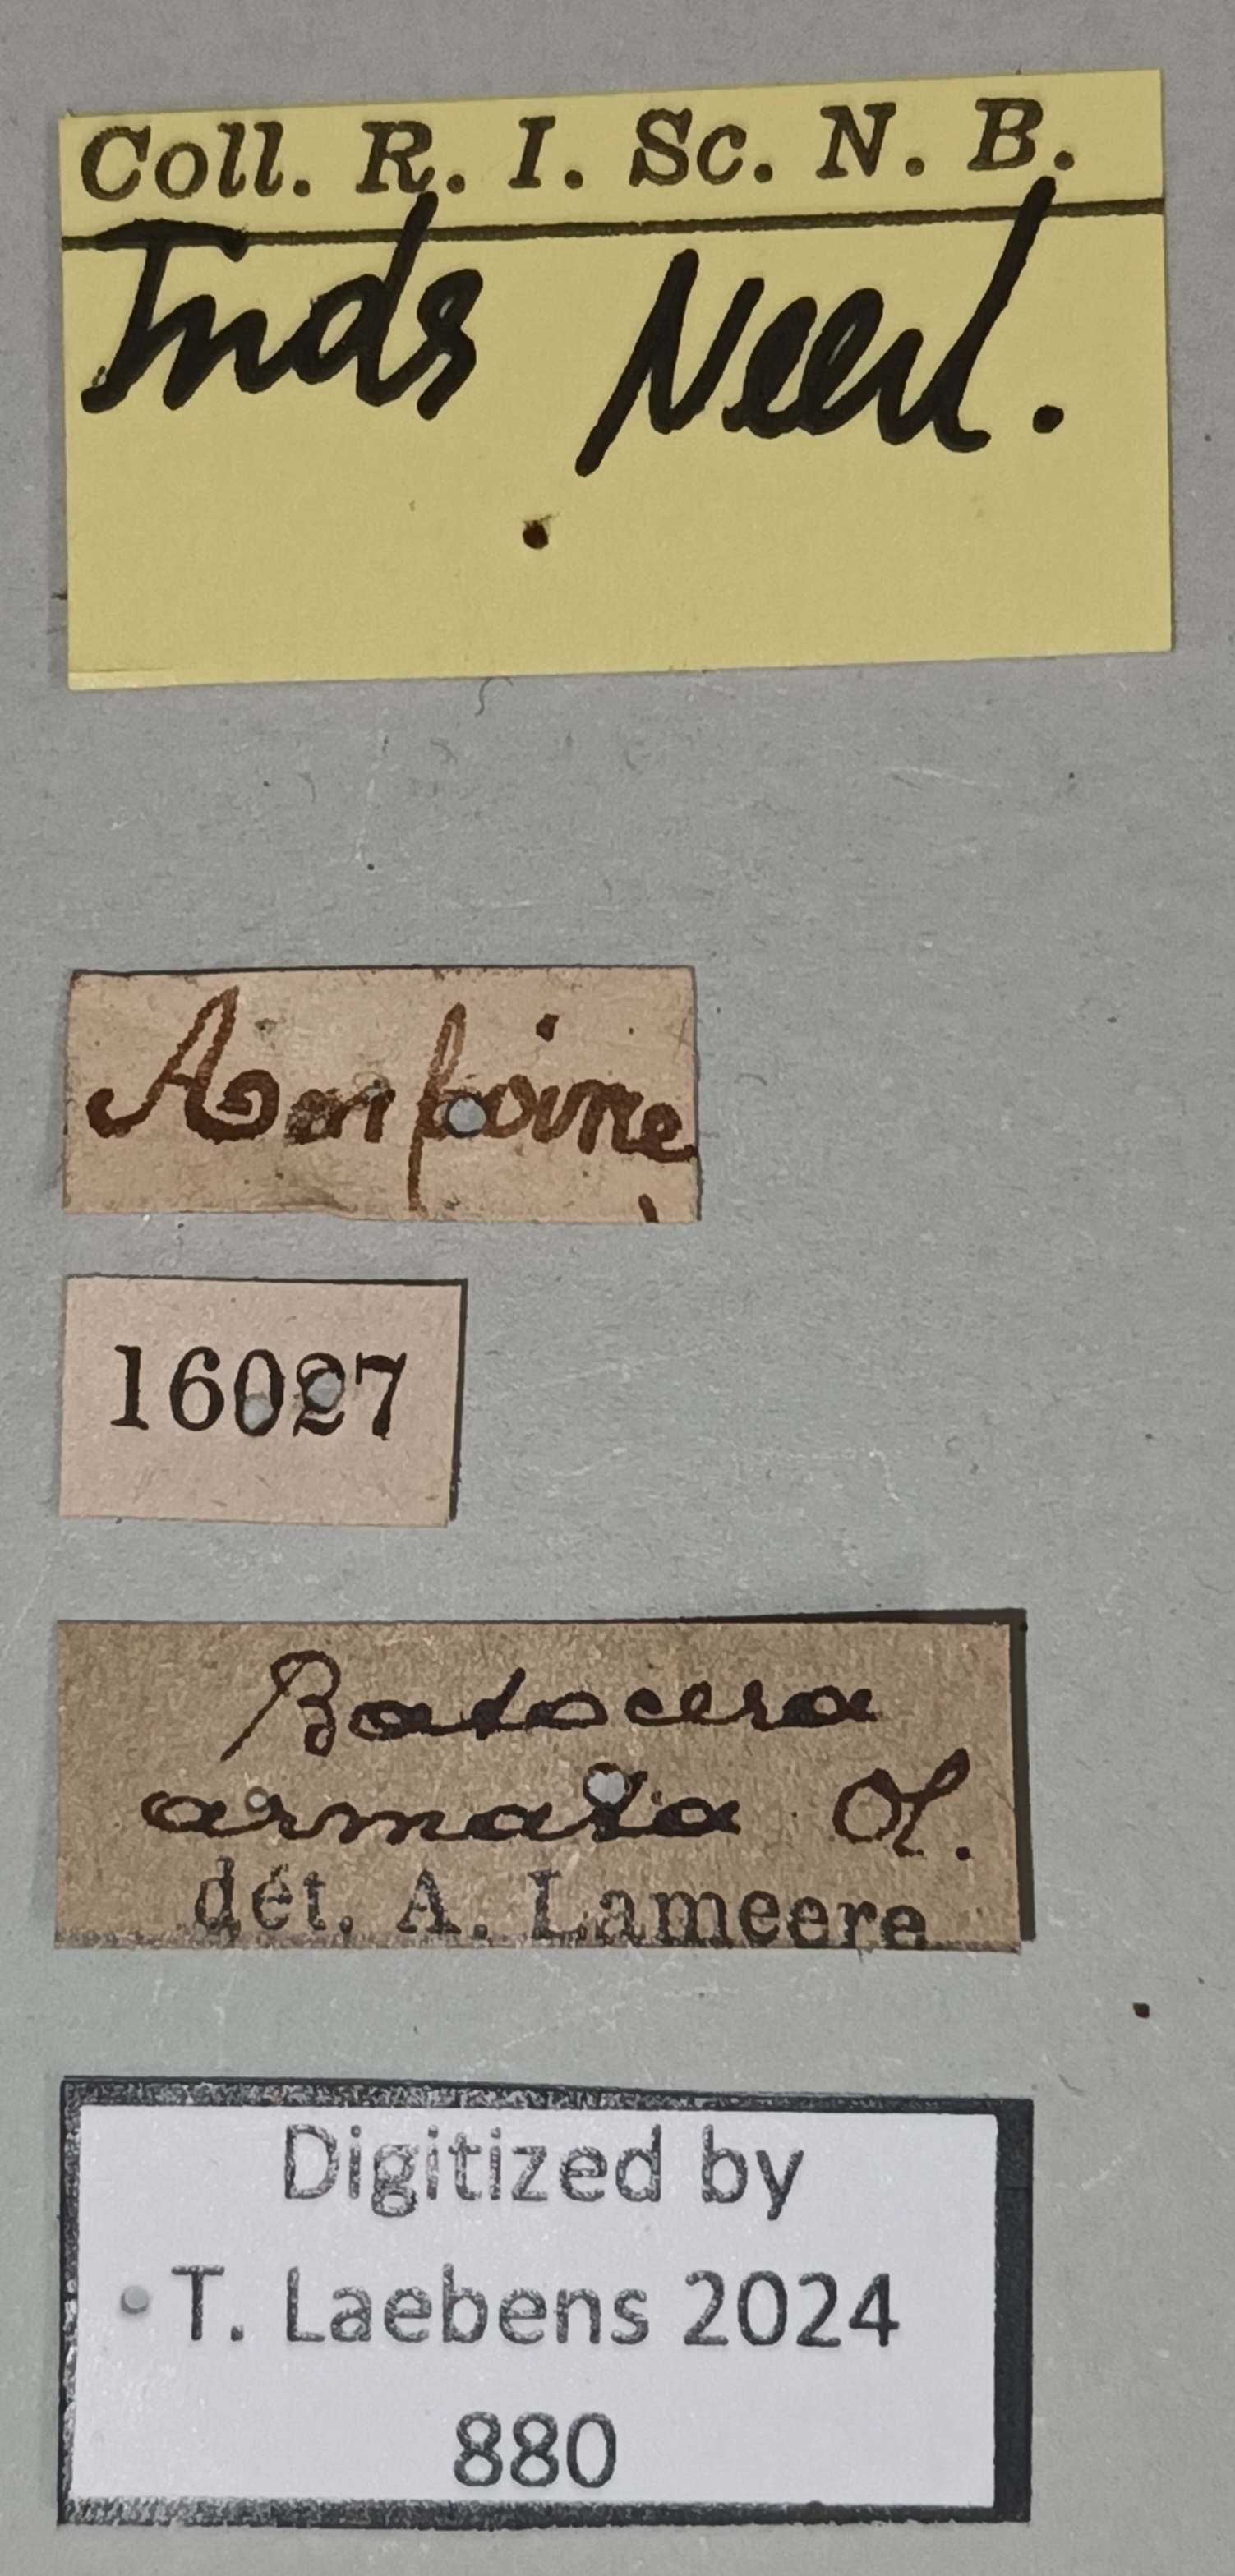 Coll. R. I. Sc. N. B.
Inds Neerl.
Amboine
16027
Batocera
armata Ol.
dét. A. Lameere
Digitized by
T. Laebens 2024
880